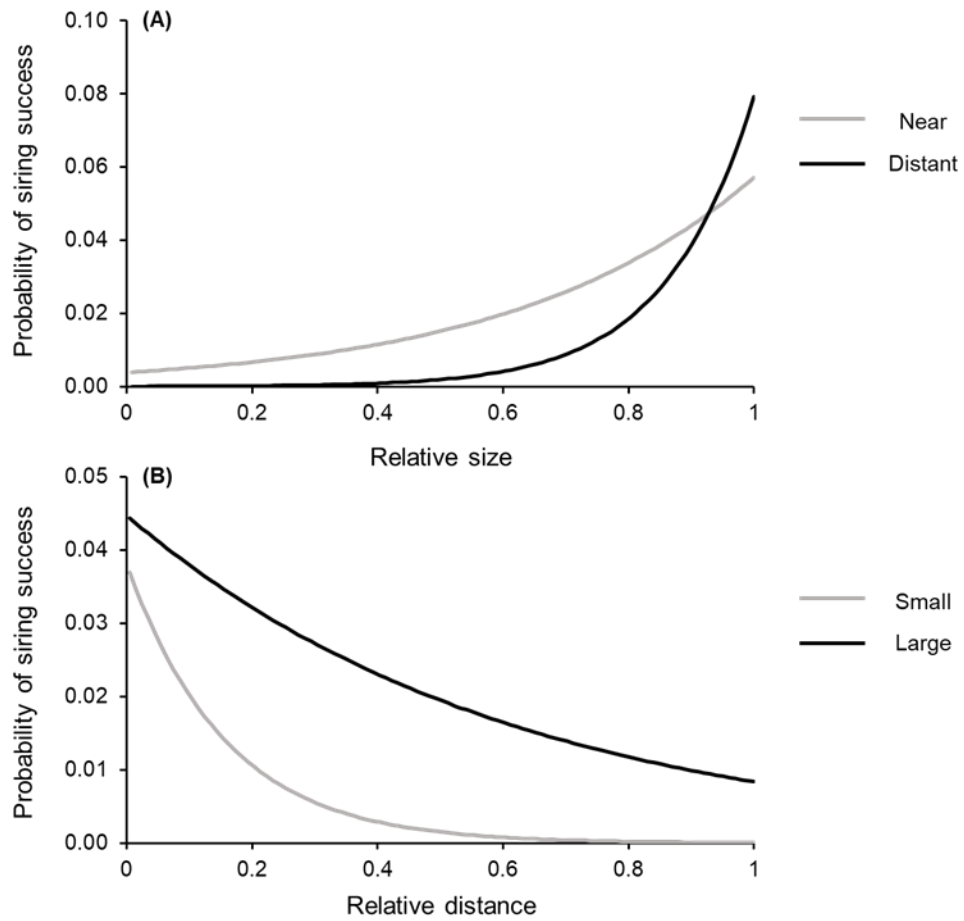 (A)
Probability of siring success
0.10
0.08
0.06
0.04
0.02
0.00
0
0.2
0.4
0.6
0.8
1
Relative size
Near
Distant
(B)
Probability of siring success
0.05
0.04
0.03
0.02
0.01
0.00
0
0.2
0.4
0.6
0.8
1
Relative distance
Small
Large